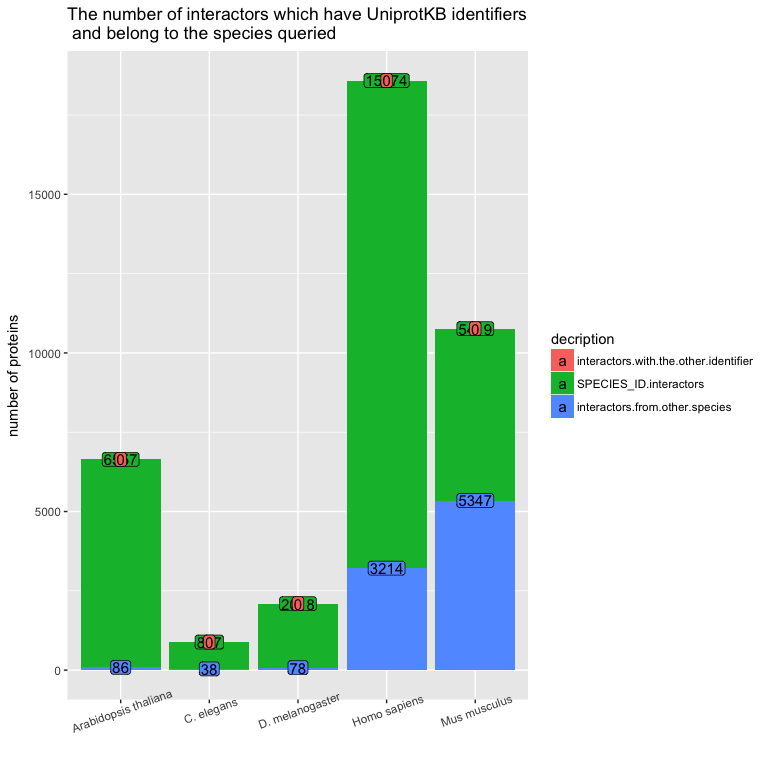 The number of interactors which have UniprotKB identifiers
and belong to the species queried
number of proteins
15000
10000
5000
0
0
0
0
0
0
86
38
78
3214
5347
Arabidopsis thaliana
C. elegans
D. melanogaster
Homo sapiens
Mus musculus
decription
a interactors.with.the.other.identifier
a SPECIES_ID.interactors
a interactors.from.other.species